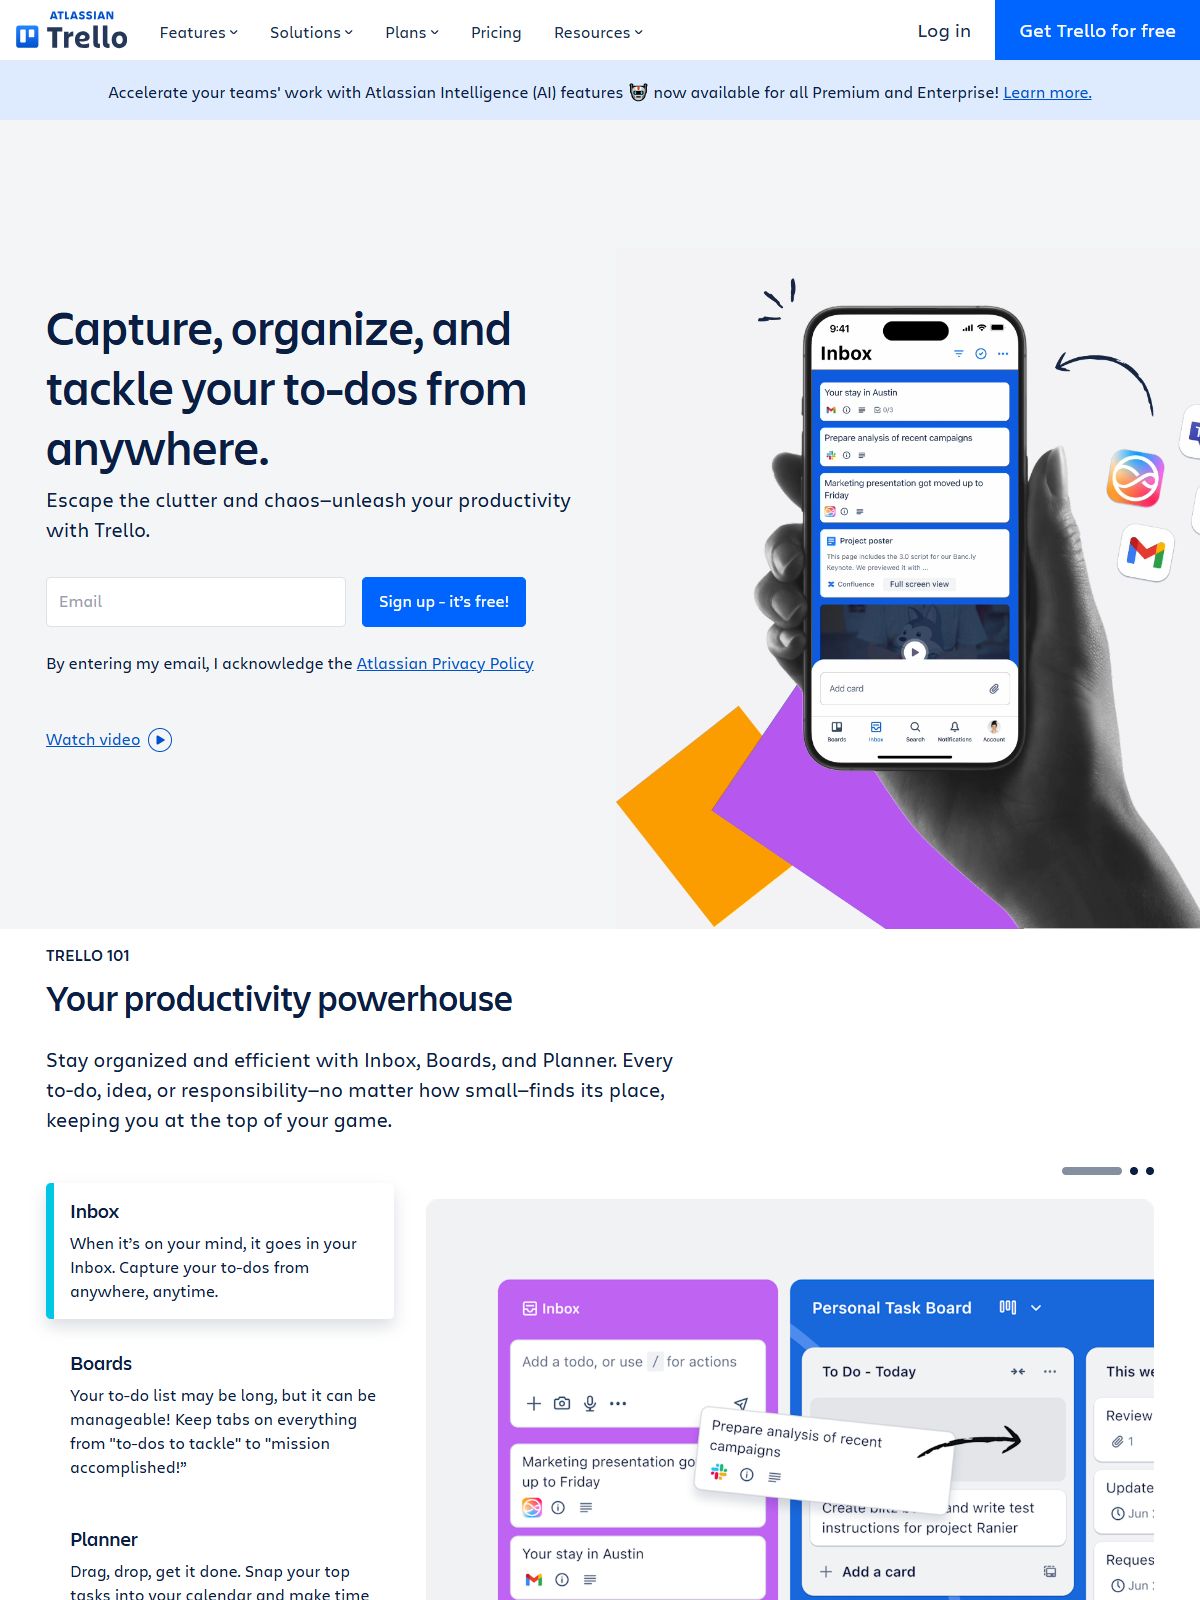 ATLASSIAN
Trello
Features
Solutions
Plans
Pricing
Resources
Log in
Get Trello for free
Accelerate your teams' work with Atlassian Intelligence (AI) features now available for all Premium and Enterprise! Learn more.
Capture, organize, and
tackle your to-dos from
anywhere.
Escape the clutter and chaos—unleash your productivity
with Trello.
Email
Sign up - it's free!
By entering my email, I acknowledge the Atlassian Privacy Policy
Watch video
9:41
Inbox
Your stay in Austin
0/3
Prepare analysis of recent campaigns
Marketing presentation got moved up to
Friday
Project poster
This page includes the 3.0 script for our Banc.ly
Keynote. We previewed it with ...
Confluence
Full screen view
Add card
Boards
Inbox
Search
Notifications
Account
TRELLO 101
Your productivity powerhouse
Stay organized and efficient with Inbox, Boards, and Planner. Every
to-do, idea, or responsibility—no matter how small—finds its place,
keeping you at the top of your game.
Inbox
When it's on your mind, it goes in your
Inbox. Capture your to-dos from
anywhere, anytime.
Boards
Your to-do list may be long, but it can be
manageable! Keep tabs on everything
from "to-dos to tackle" to "mission
accomplished!”
Planner
Drag, drop, get it done. Snap your top
tasks into your calendar and make time
Inbox
Add a todo, or use / for actions
Marketing presentation go
up to Friday
Your stay in Austin
Prepare analysis of recent
campaigns
Personal Task Board
To Do - Today
Create blitz b and write test
instructions for project Ranier
Add a card
This we
Review
1
Update
Jun
Reques
Jun